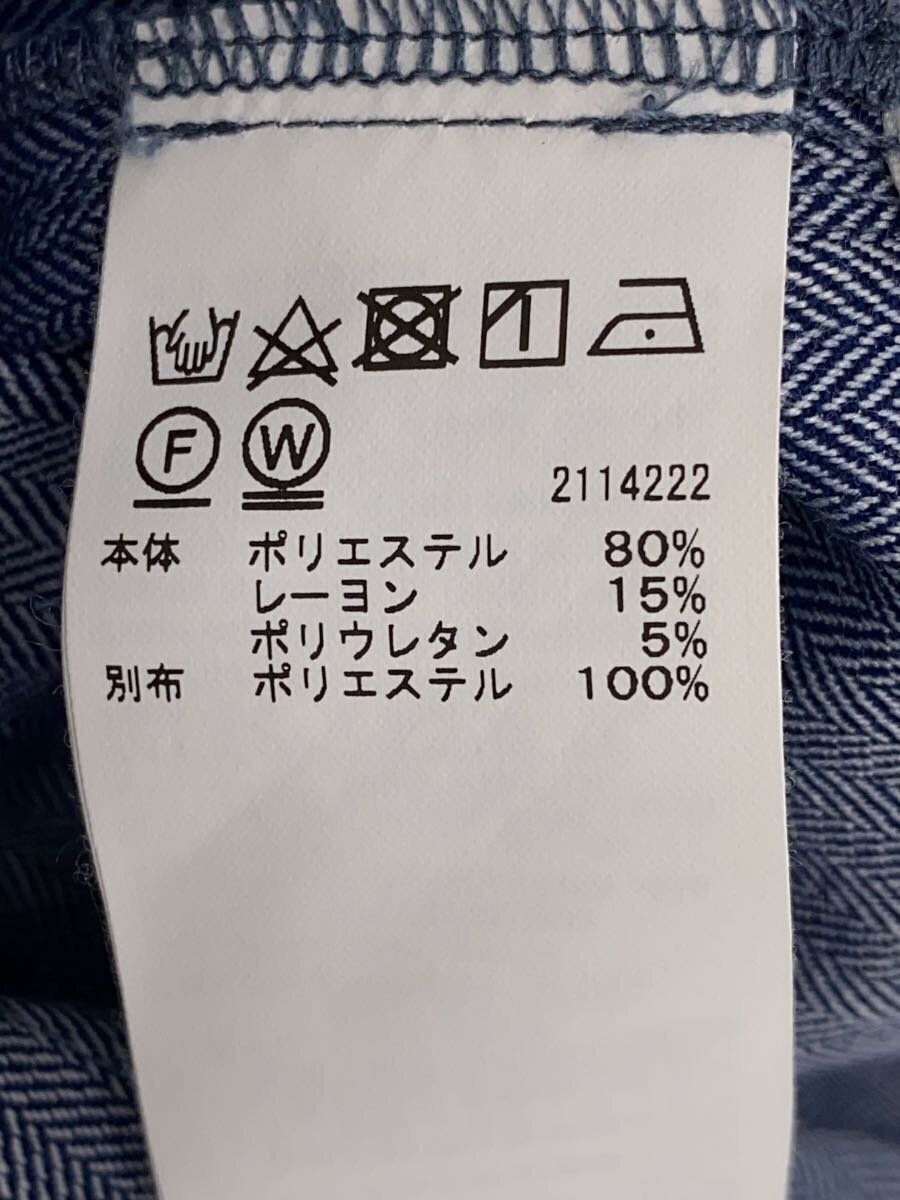 F W 2114222
本体 ポリエステル 80%
レーヨン 15%
ポリウレタン 5%
別布 ポリエステル 100%